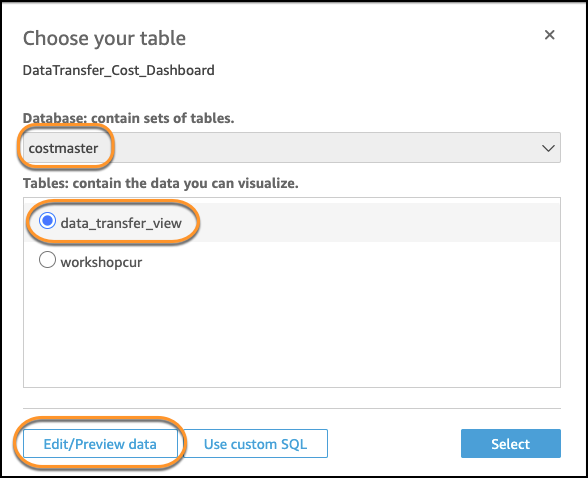 Choose your table
DataTransfer_Cost_Dashboard
Database: contain sets of tables.
costmaster
Tables: contain the data you can visualize.
data_transfer_view
workshopcur
Edit/Preview data Use custom SQL Select